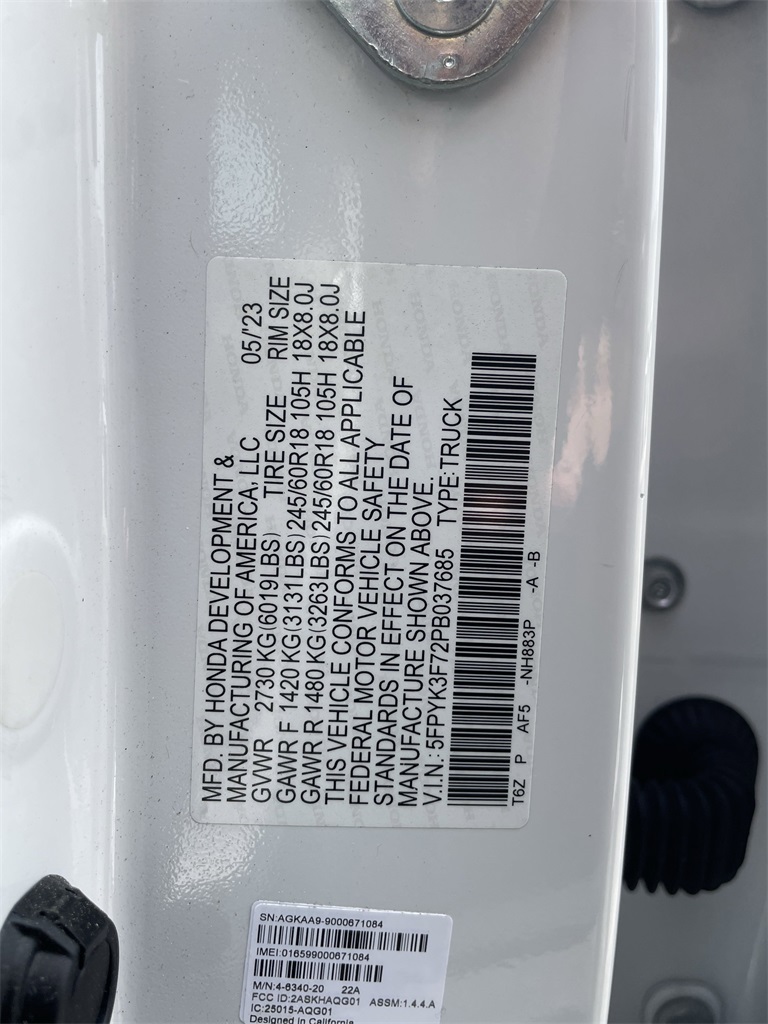 MFD. BY HONDA DEVELOPMENT &
MANUFACTURING OF AMERICA, LLC 05/'23
GVWR 2730 KG(6019LBS) TIRE SIZE RIM SIZE
GAWR F 1420 KG(3131LBS)245/60R18 105H 18X8.0J
GAWR R 1480 KG(3263LBS)245/60R18 105H 18X8.0J
THIS VEHICLE CONFORMS TO ALL APPLICABLE
FEDERAL MOTOR VEHICLE SAFETY
STANDARDS IN EFFECT ON THE DATE OF
MANUFACTURE SHOWN ABOVE.
V.I.N.: 5FPYK3F72PB037685 TYPE:TRUCK
T6Z P AF5 -NH883P -A -B
SN:AGKAA9-9000671084
IMEI:016599000671084
M/N:4-6340-20 22A
FCC ID:2ASKHAQG01 ASSM:1.4.4.A
IC:25015-AQG01
Designed in California